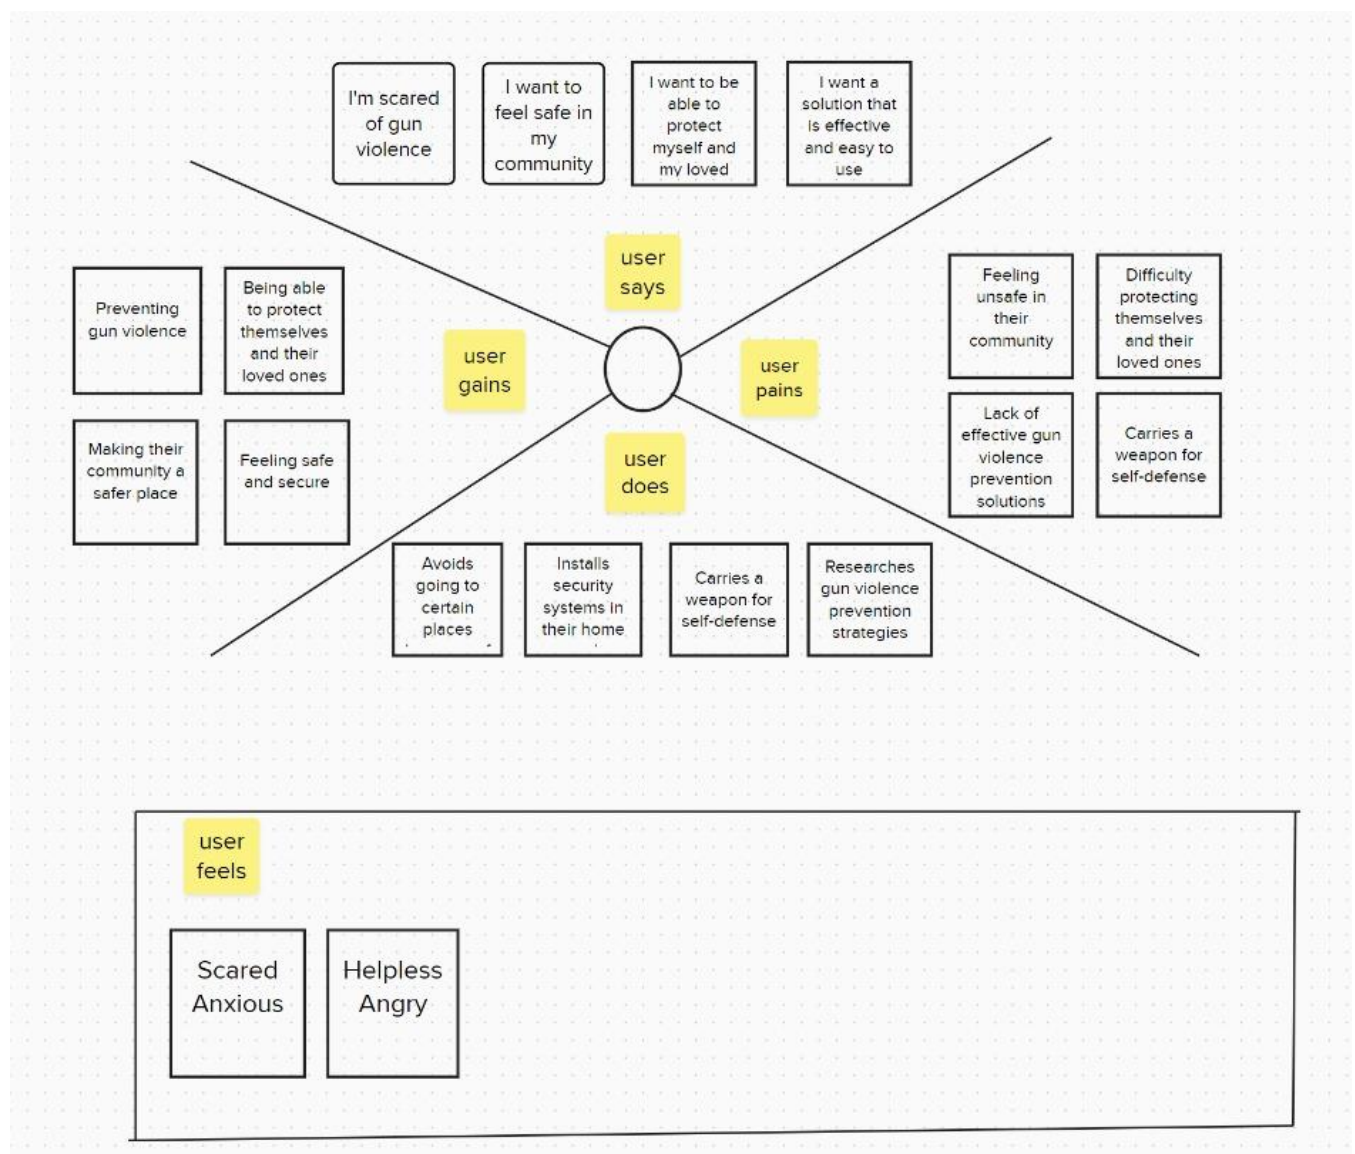 I'm scared
of gun
violence
I want to
feel safe in
my
community
I want to be
able to
protect
myself and
my loved
I want a
solution that
is effective
and easy to
use
user
says
Preventing
gun violence
Being able
to protect
themselves
and their
loved ones
Making their
community a
safer place
Feeling safe
and secure
user
gains
user
pains
Feeling
unsafe in
their
community
Difficulty
protecting
themselves
and their
loved ones
Lack of
effective gun
violence
prevention
solutions
Carries a
weapon for
self-defense
user
does
Avoids
going to
certain
places
Installs
security
systems in
their home
Carries a
weapon for
self-defense
Researches
gun violence
prevention
strategies
user
feels
Scared
Anxious
Helpless
Angry